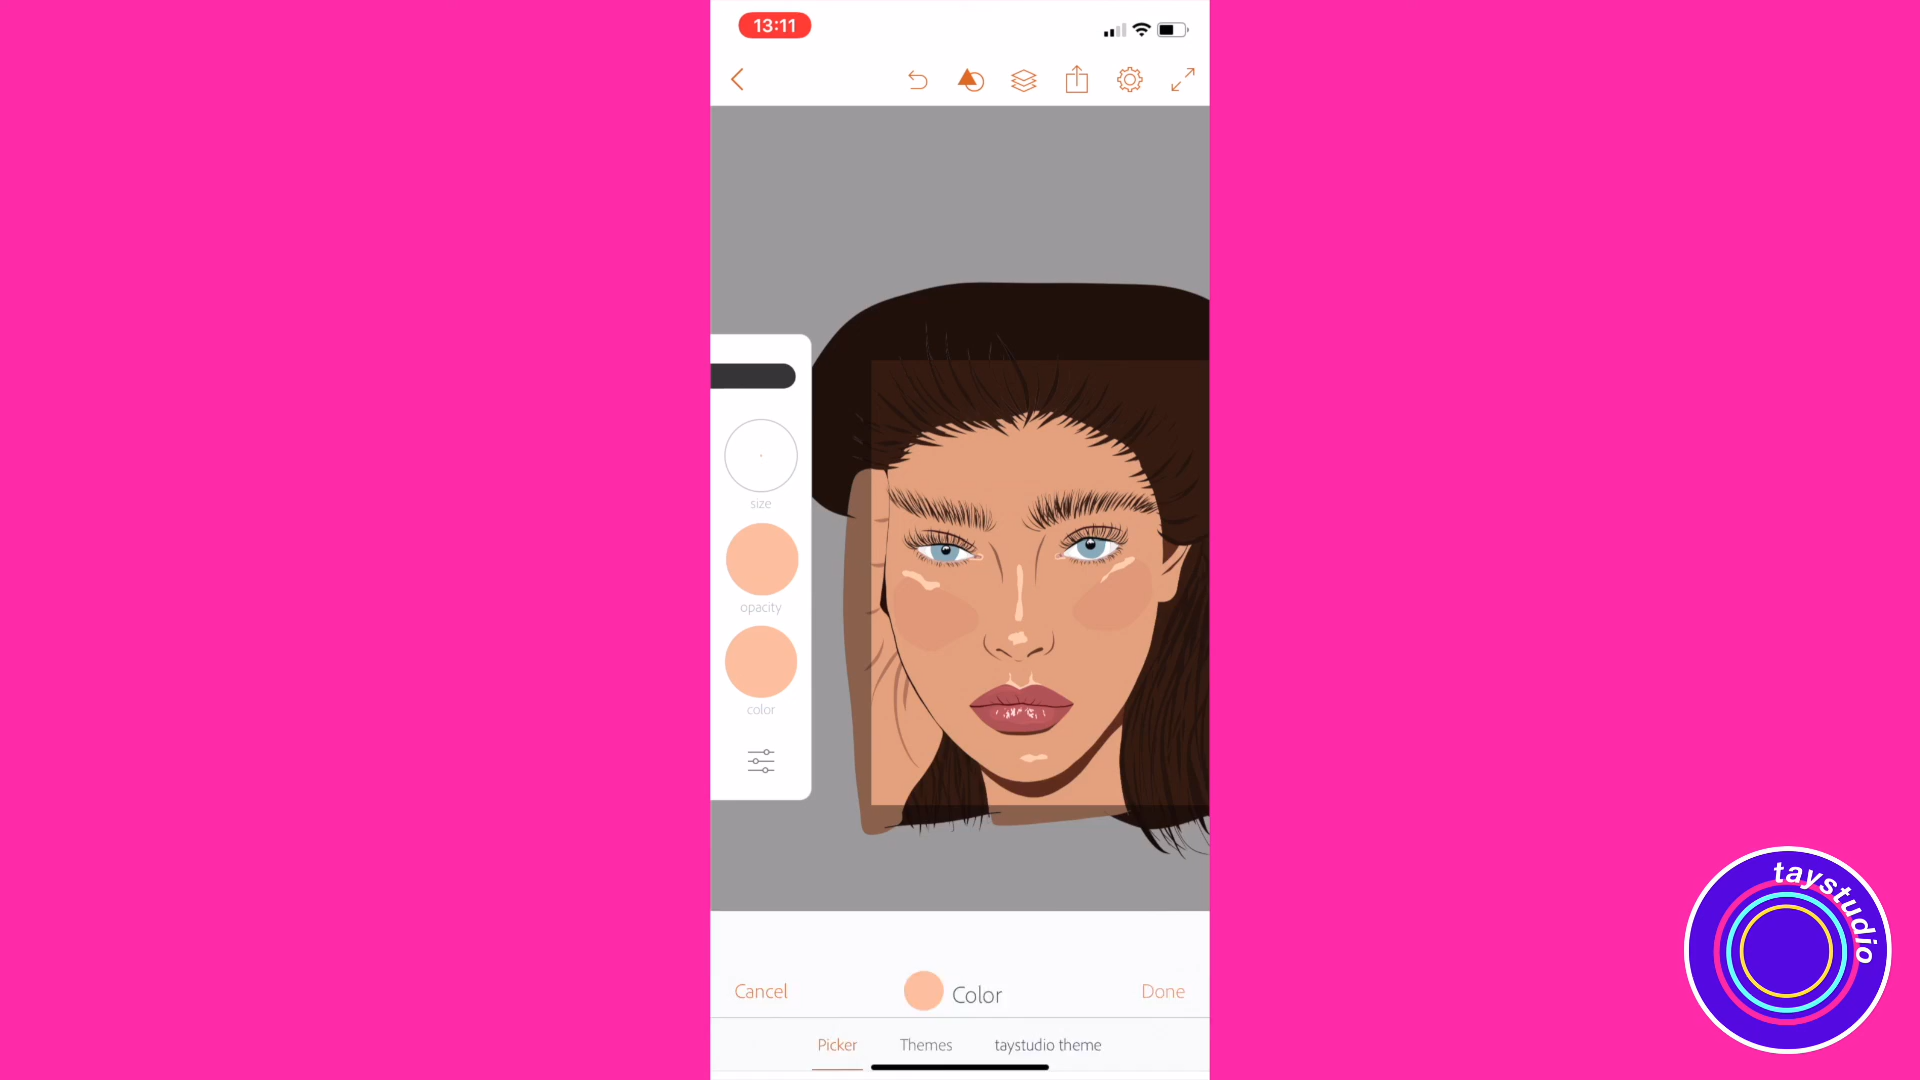 13:11
size
opacity
color
Cancel
Color
Done
Picker
Themes
taystudio theme
taystudio